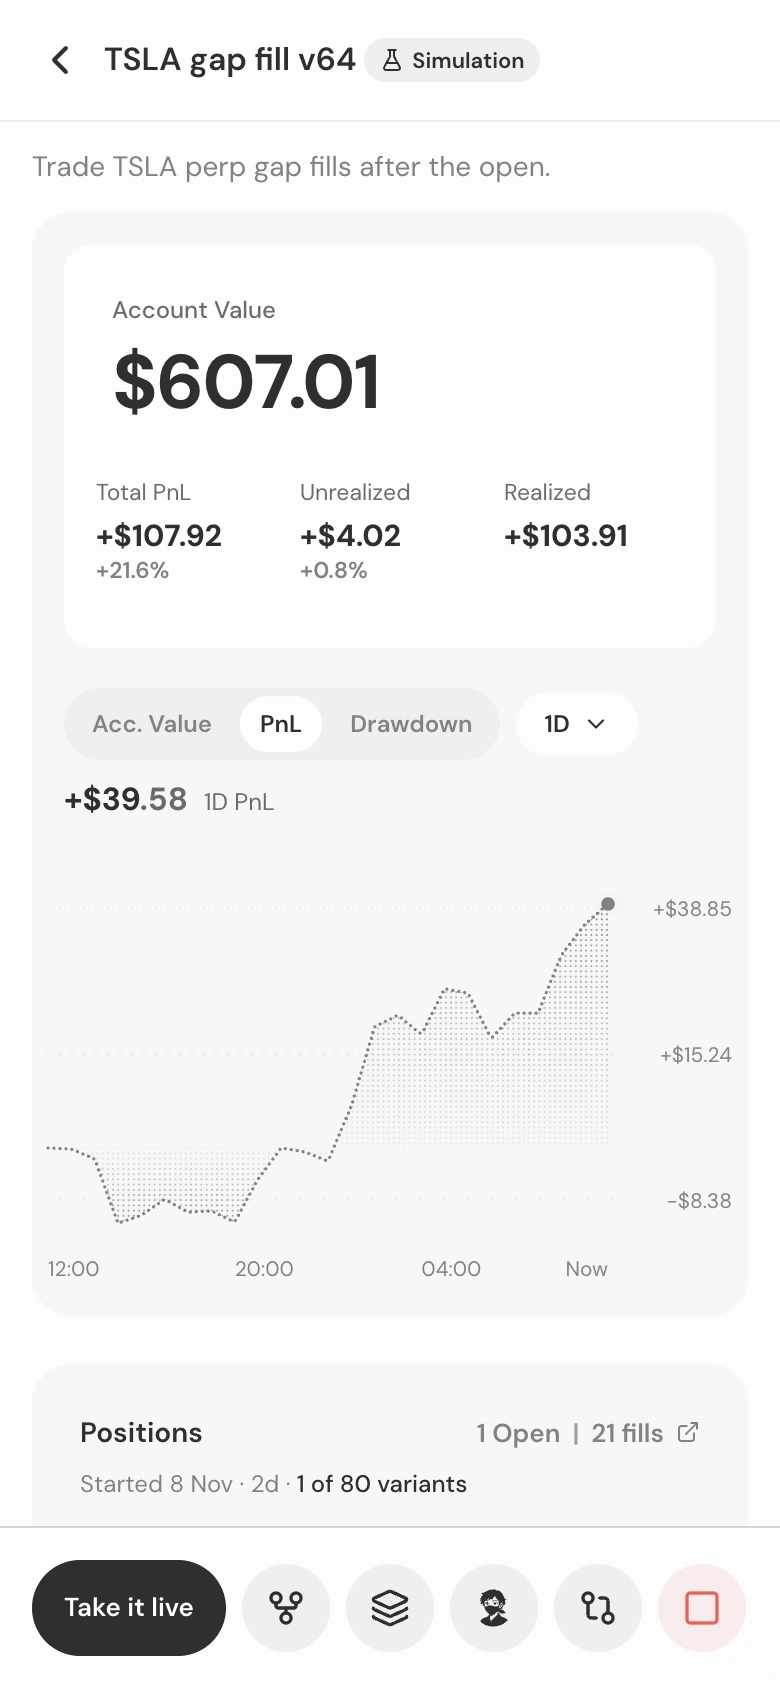 TSLA gap fill v64 Simulation
Trade TSLA perp gap fills after the open.
Account Value
$607.01
Total PnL Unrealized Realized
+$107.92 +$4.02 +$103.91
+21.6% +0.8%
Acc. Value PnL Drawdown 1D
+$39.58 1D PnL
+$38.85
+$15.24
−$8.38
12:00 20:00 04:00 Now
Positions 1 Open | 21 fills
Started 8 Nov · 2d · 1 of 80 variants
Take it live